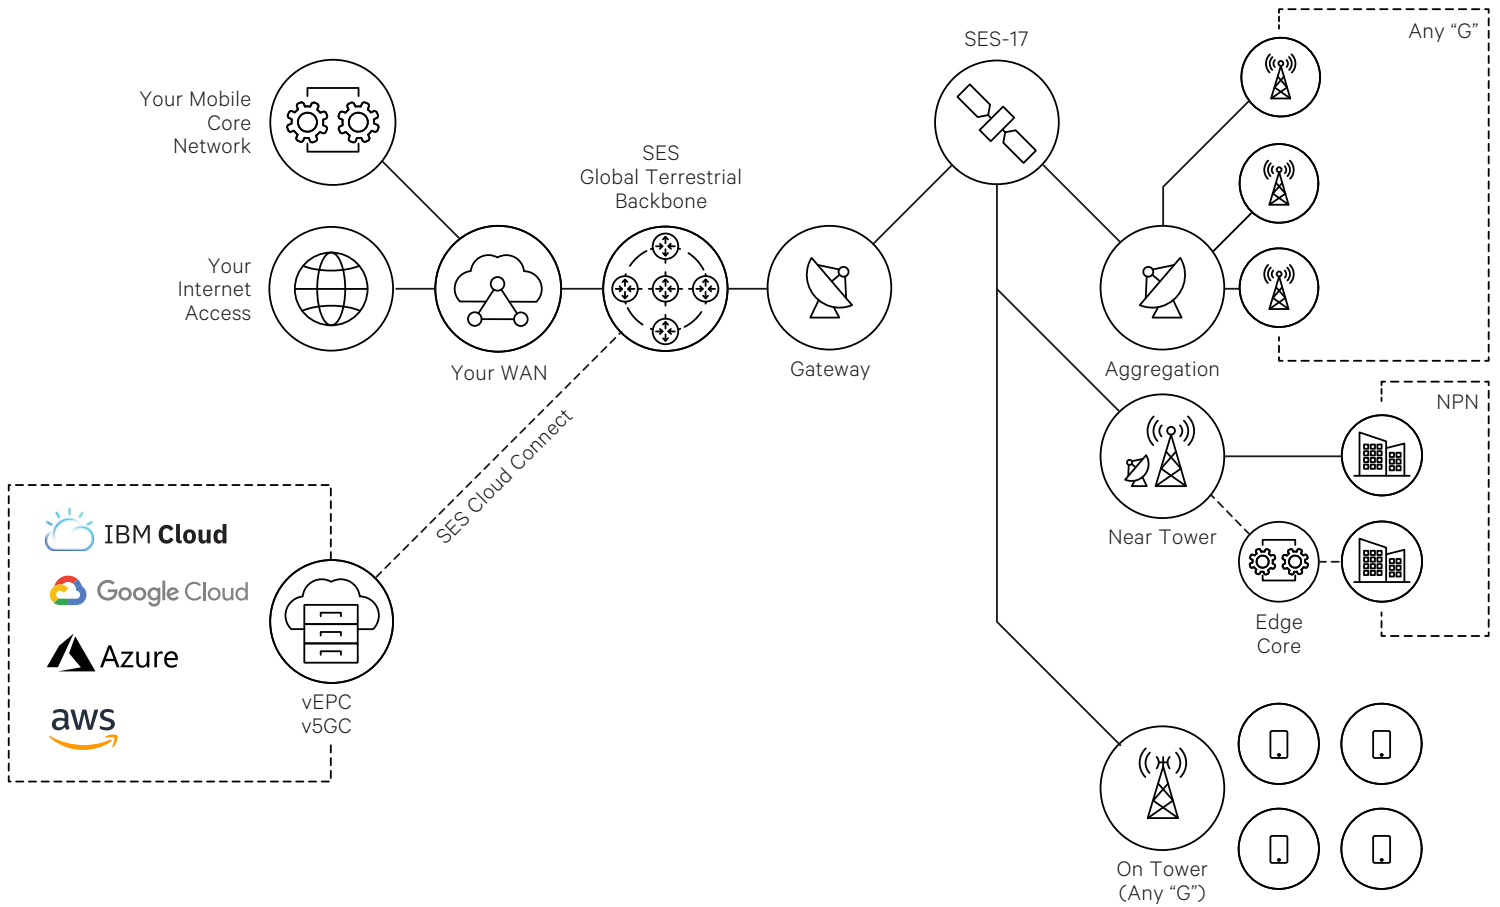 SES-17
Any “G”
Your Mobile
Core
Network
SES
Global Terrestrial
Backbone
Your
Internet
Access
Your WAN
Gateway
Aggregation
NPN
SES Cloud Connect
Near Tower
IBM Cloud
Google Cloud
Azure
aws
Edge
Core
vEPC
v5GC
On Tower
(Any “G”)